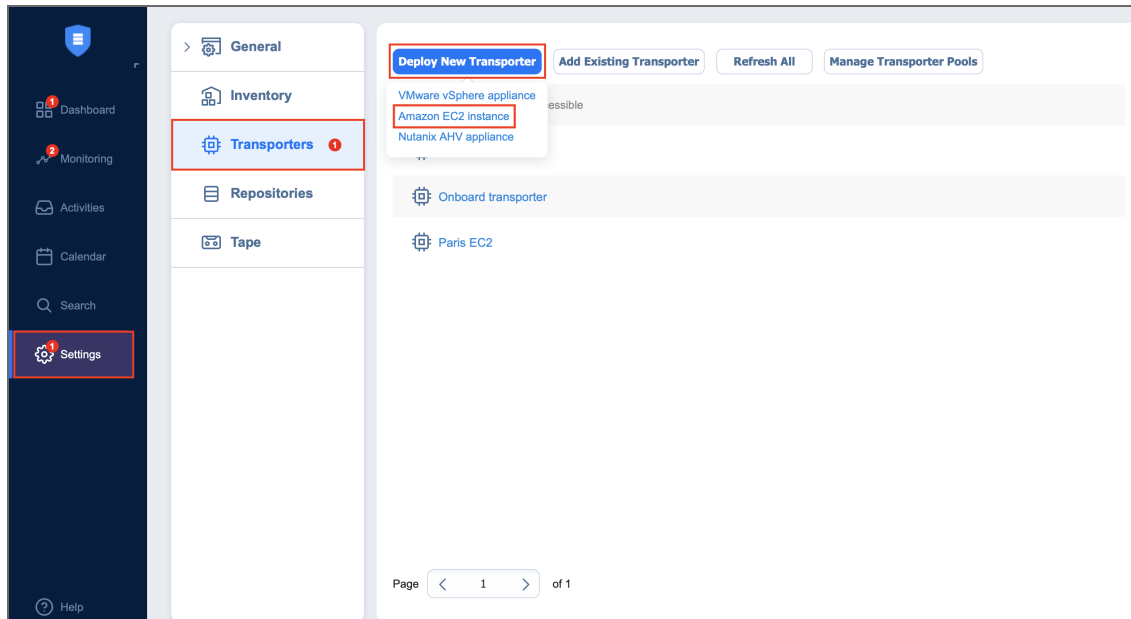 1
Dashboard
2
Monitoring
Activities
Calendar
Search
1
Settings
Help
General
Inventory
Transporters 1
Repositories
Tape
Deploy New Transporter
Add Existing Transporter
Refresh All
Manage Transporter Pools
VMware vSphere appliance
Amazon EC2 instance
Nutanix AHV appliance
Onboard transporter
Paris EC2
Page 1 of 1